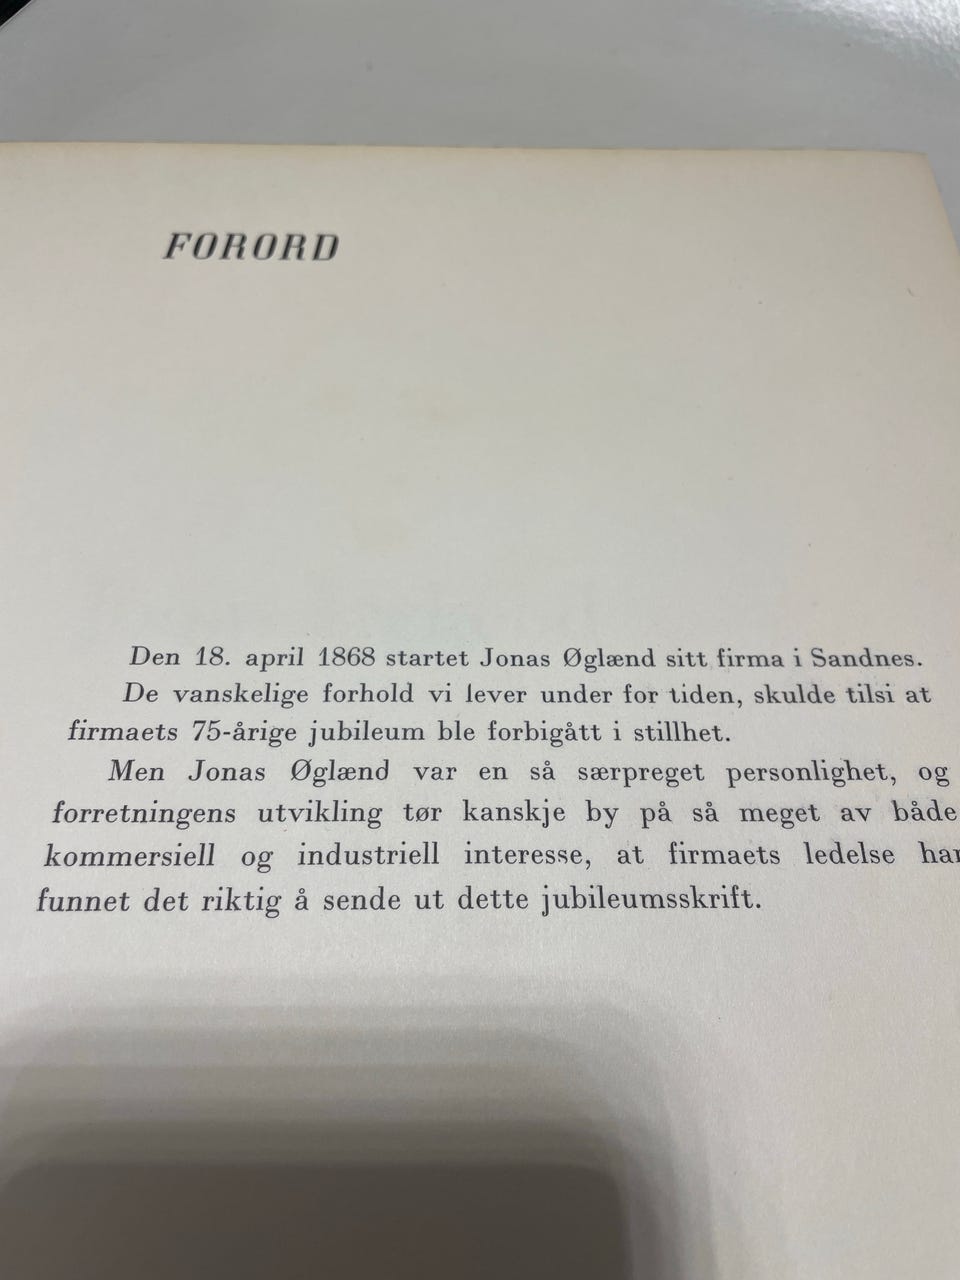 FORORD
Den 18. april 1868 startet Jonas Øglænd sitt firma i Sandnes.
De vanskelige forhold vi lever under for tiden, skulde tilsi at
firmaets 75-årige jubileum ble forbigått i stillhet.
Men Jonas Øglænd var en så særpreget personlighet, og
forretningens utvikling tør kanskje by på så meget av både
kommersiell og industriell interesse, at firmaets ledelse har
funnet det riktig å sende ut dette jubileumsskrift.